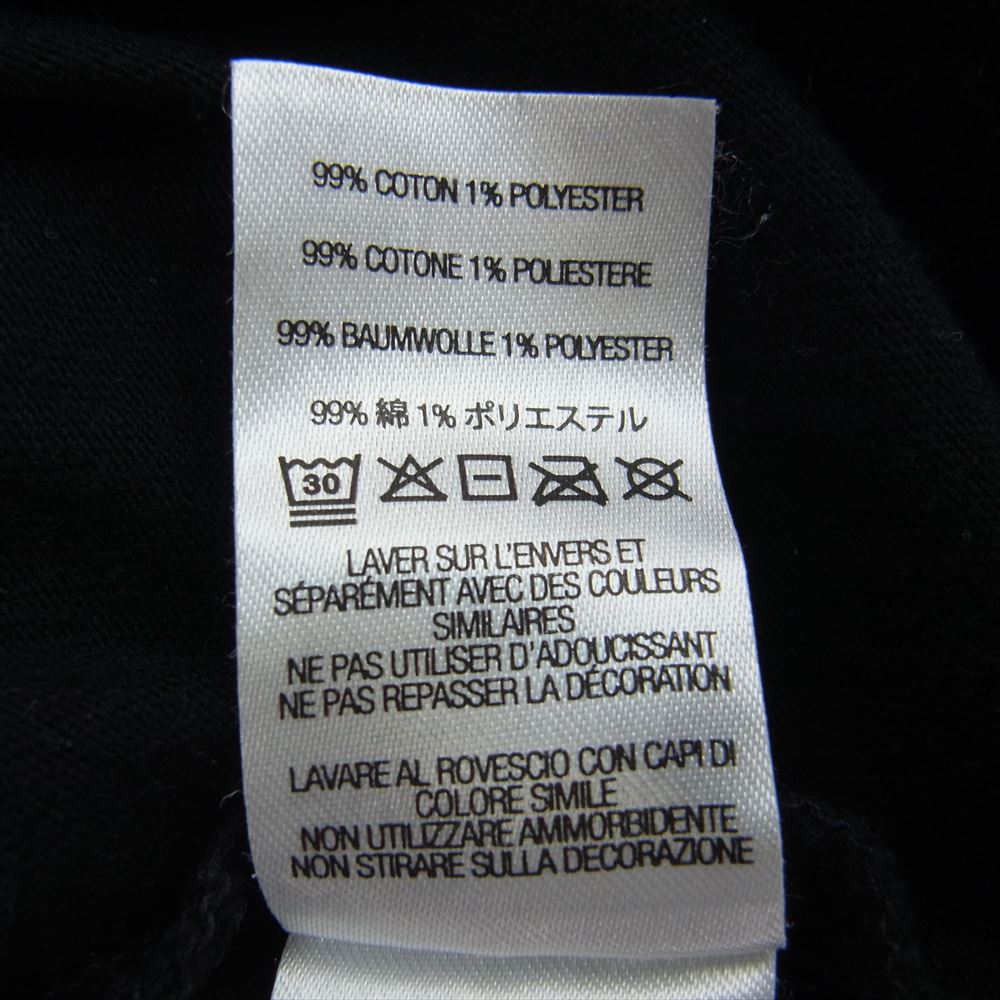 99% COTON 1% POLYESTER
99% COTONE 1% POLIESTERE
99% BAUMWOLLE 1% POLYESTER
99% 綿 1% ポリエステル
30
LAVER SUR L'ENVERS ET
SÉPARÉMENT AVEC DES COULEURS
SIMILAIRES
NE PAS UTILISER D'ADOUCISSANT
NE PAS REPASSER LA DÉCORATION
LAVARE AL ROVESCIO CON CAPI DI
COLORE SIMILE
NON UTILIZZARE AMMORBIDENTE
NON STIRARE SULLA DECORAZIONE